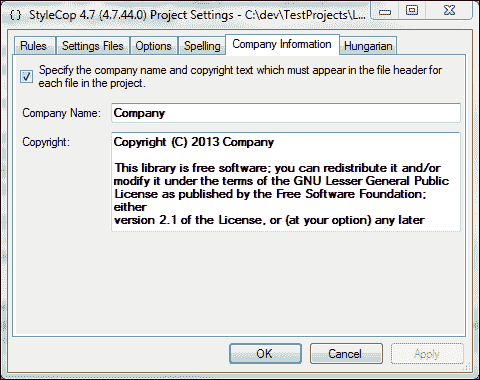 {} StyleCop 4.7 (4.7.44.0) Project Settings - C:\dev\TestProjects\L...
Rules Settings Files Options Spelling Company Information Hungarian
Specify the company name and copyright text which must appear in the file header for
each file in the project.
Company Name: Company
Copyright: Copyright (C) 2013 Company
This library is free software; you can redistribute it and/or
modify it under the terms of the GNU Lesser General Public
License as published by the Free Software Foundation;
either
version 2.1 of the License, or (at your option) any later
OK Cancel Apply